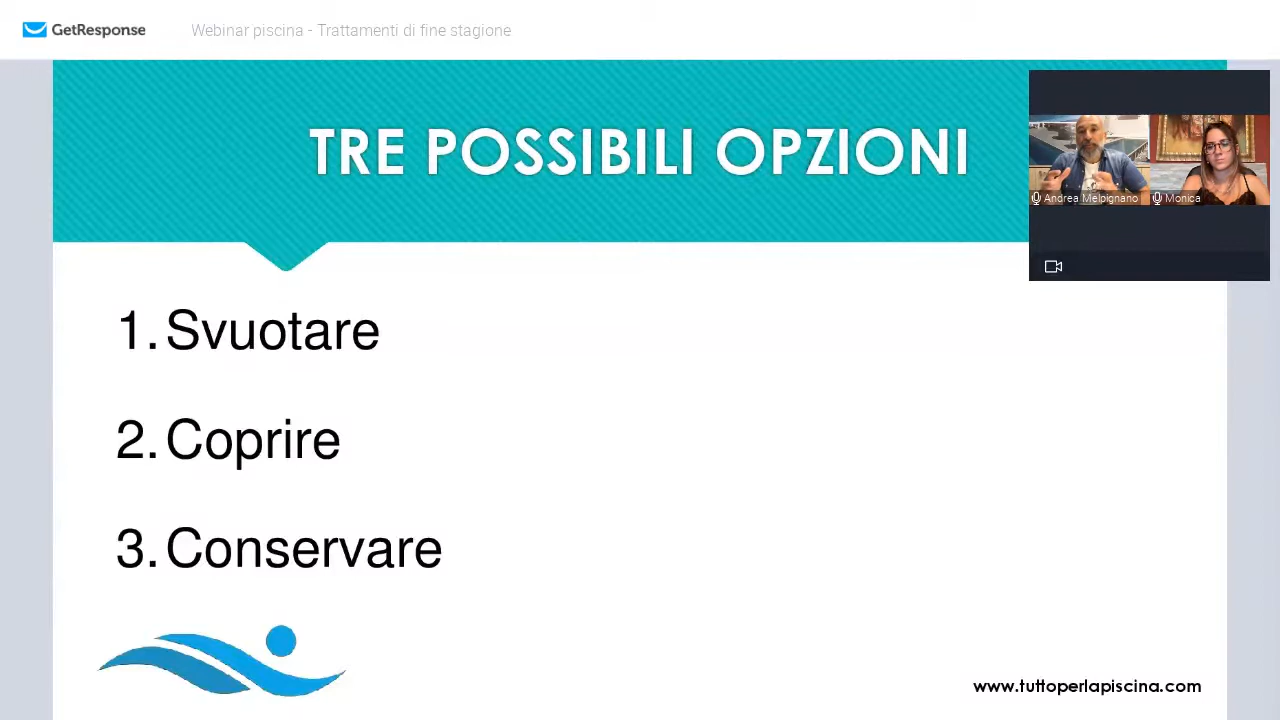 GetResponse
Webinar piscina - Trattamenti di fine stagione
TRE POSSIBILI OPZIONI
Andrea Melpignano
Monica
1. Svuotare
2. Coprire
3. Conservare
www.tuttoperlapiscina.com